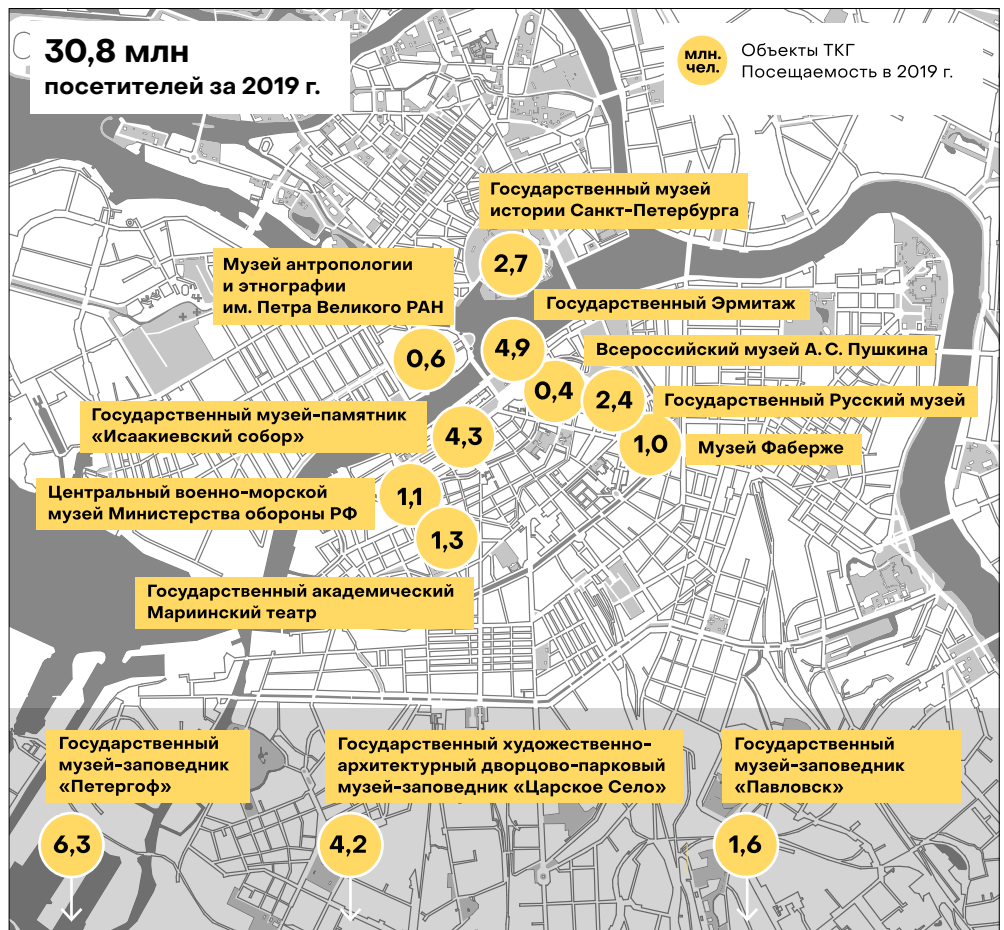 30,8 млн
посетителей за 2019 г.
млн.
чел.
Объекты ТКГ
Посещаемость в 2019 г.
Государственный музей
истории Санкт-Петербурга
2,7
Музей антропологии
и этнографии
им. Петра Великого РАН
0,6
Государственный Эрмитаж
4,9
Всероссийский музей А. С. Пушкина
0,4
2,4
Государственный Русский музей
Государственный музей-памятник
«Исаакиевский собор»
4,3
1,0
Музей Фаберже
Центральный военно-морской
музей Министерства обороны РФ
1,1
1,3
Государственный академический
Мариинский театр
Государственный
музей-заповедник
«Петергоф»
6,3
Государственный художественно-
архитектурный дворцово-парковый
музей-заповедник «Царское Село»
4,2
Государственный
музей-заповедник
«Павловск»
1,6